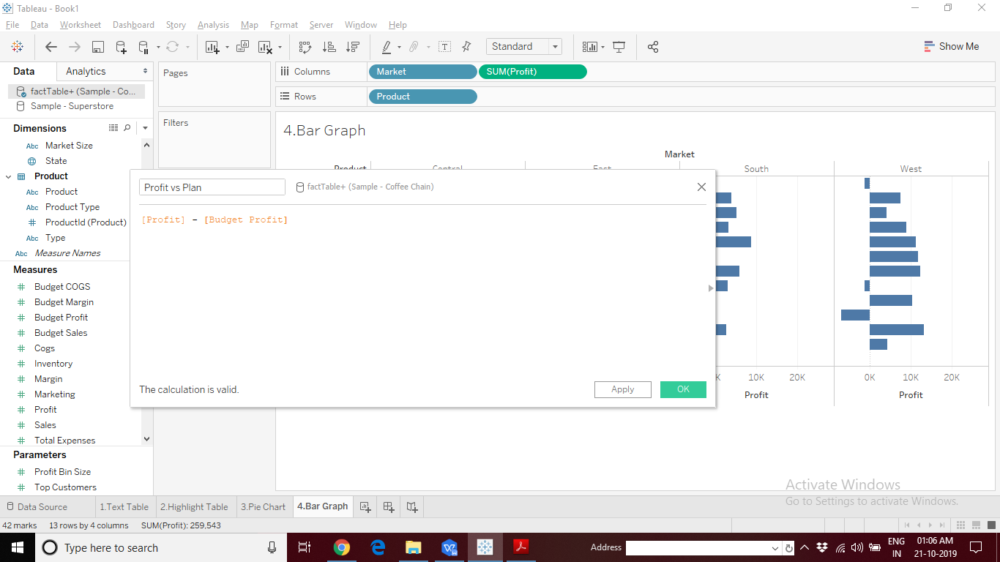 Tableau - Book1
File Data Worksheet Dashboard Story Analysis Map Format Server Window Help
Standard
Show Me
Data Analytics
Pages
Columns Market SUM(Profit)
factTable+ (Sample - Co...
Rows Product
Sample - Superstore
Filters
Dimensions
4.Bar Graph
Abc Market Size
State
Market
Product
Product Central East South West
Abc Product
Profit vs Plan factTable+ (Sample - Coffee Chain)
Abc Product Type
ProductId (Product)
[Profit] - [Budget Profit]
Abc Type
Abc Measure Names
Measures
Budget COGS
Budget Margin
Budget Profit
Budget Sales
Cogs
Inventory
Margin
Marketing
Profit
Sales
Total Expenses
The calculation is valid. Apply OK
K 10K 20K 0K 10K 20K
Profit Profit
Parameters
Profit Bin Size
Top Customers
Activate Windows
Go to Settings to activate Windows.
Data Source 1.Text Table 2.Highlight Table 3.Pie Chart 4.Bar Graph
42 marks 13 rows by 4 columns SUM(Profit): 259,543
Type here to search
Address
ENG
IN
01:06 AM
21-10-2019